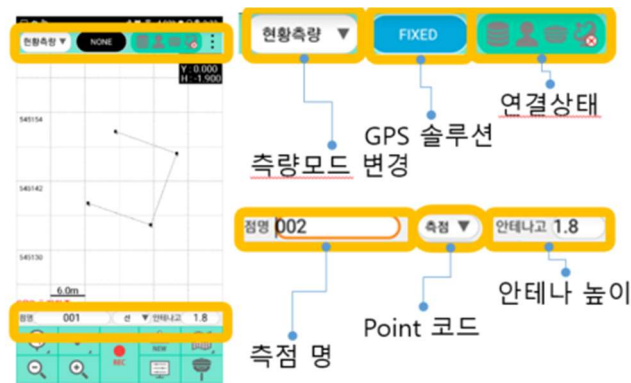 현황측량 ▼ NONE
Y : 0.000
H : -1.900
545154
545142
545130
6.0m
점명 001 선 ▼ 안테나고 1.8
NEW
REC
현황측량 ▼ FIXED
연결상태
GPS 솔루션
측량모드 변경
점명 002 측점 ▼ 안테나고 1.8
안테나 높이
Point 코드
측점 명